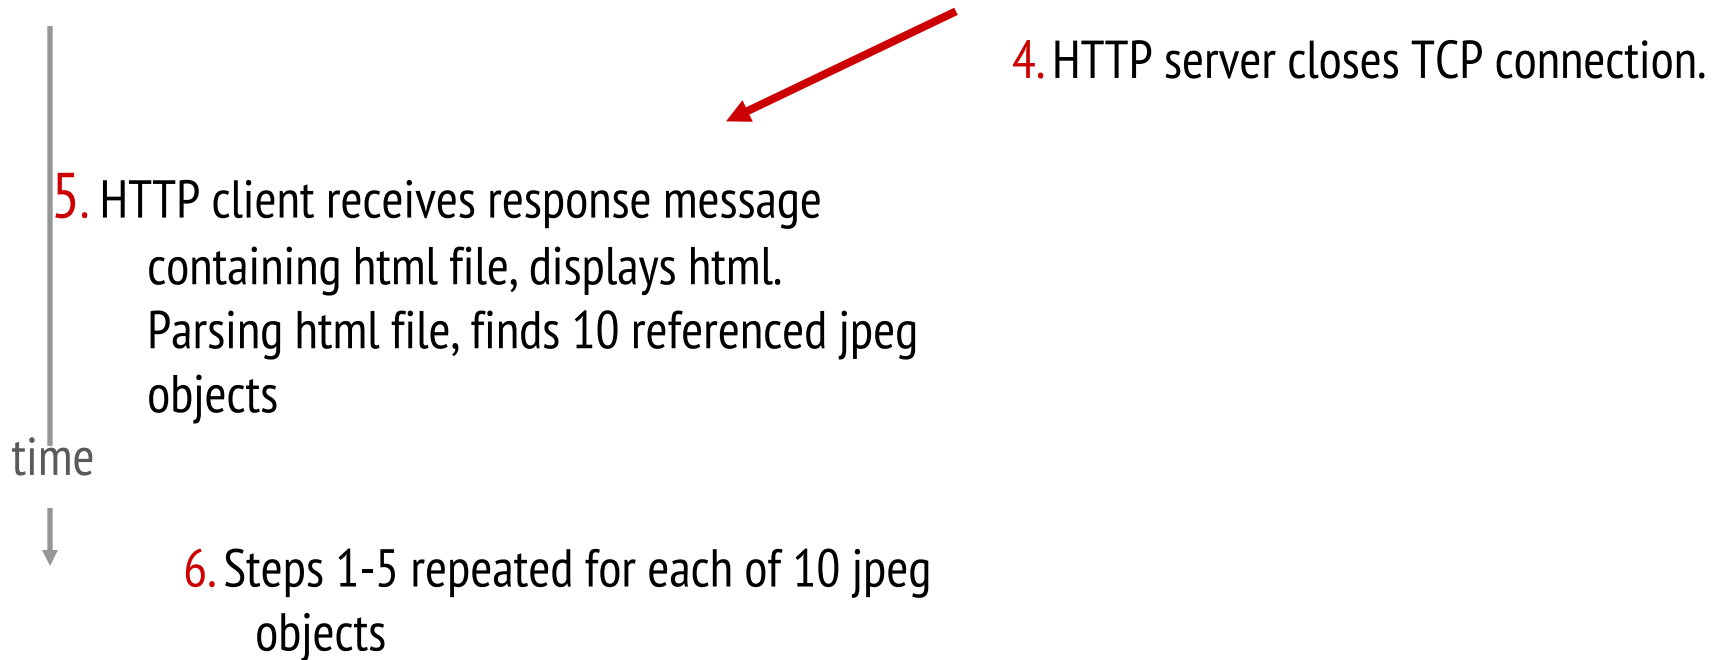 4. HTTP server closes TCP connection.
5. HTTP client receives response message
containing html file, displays html.
Parsing html file, finds 10 referenced jpeg
objects
time
6. Steps 1-5 repeated for each of 10 jpeg
objects